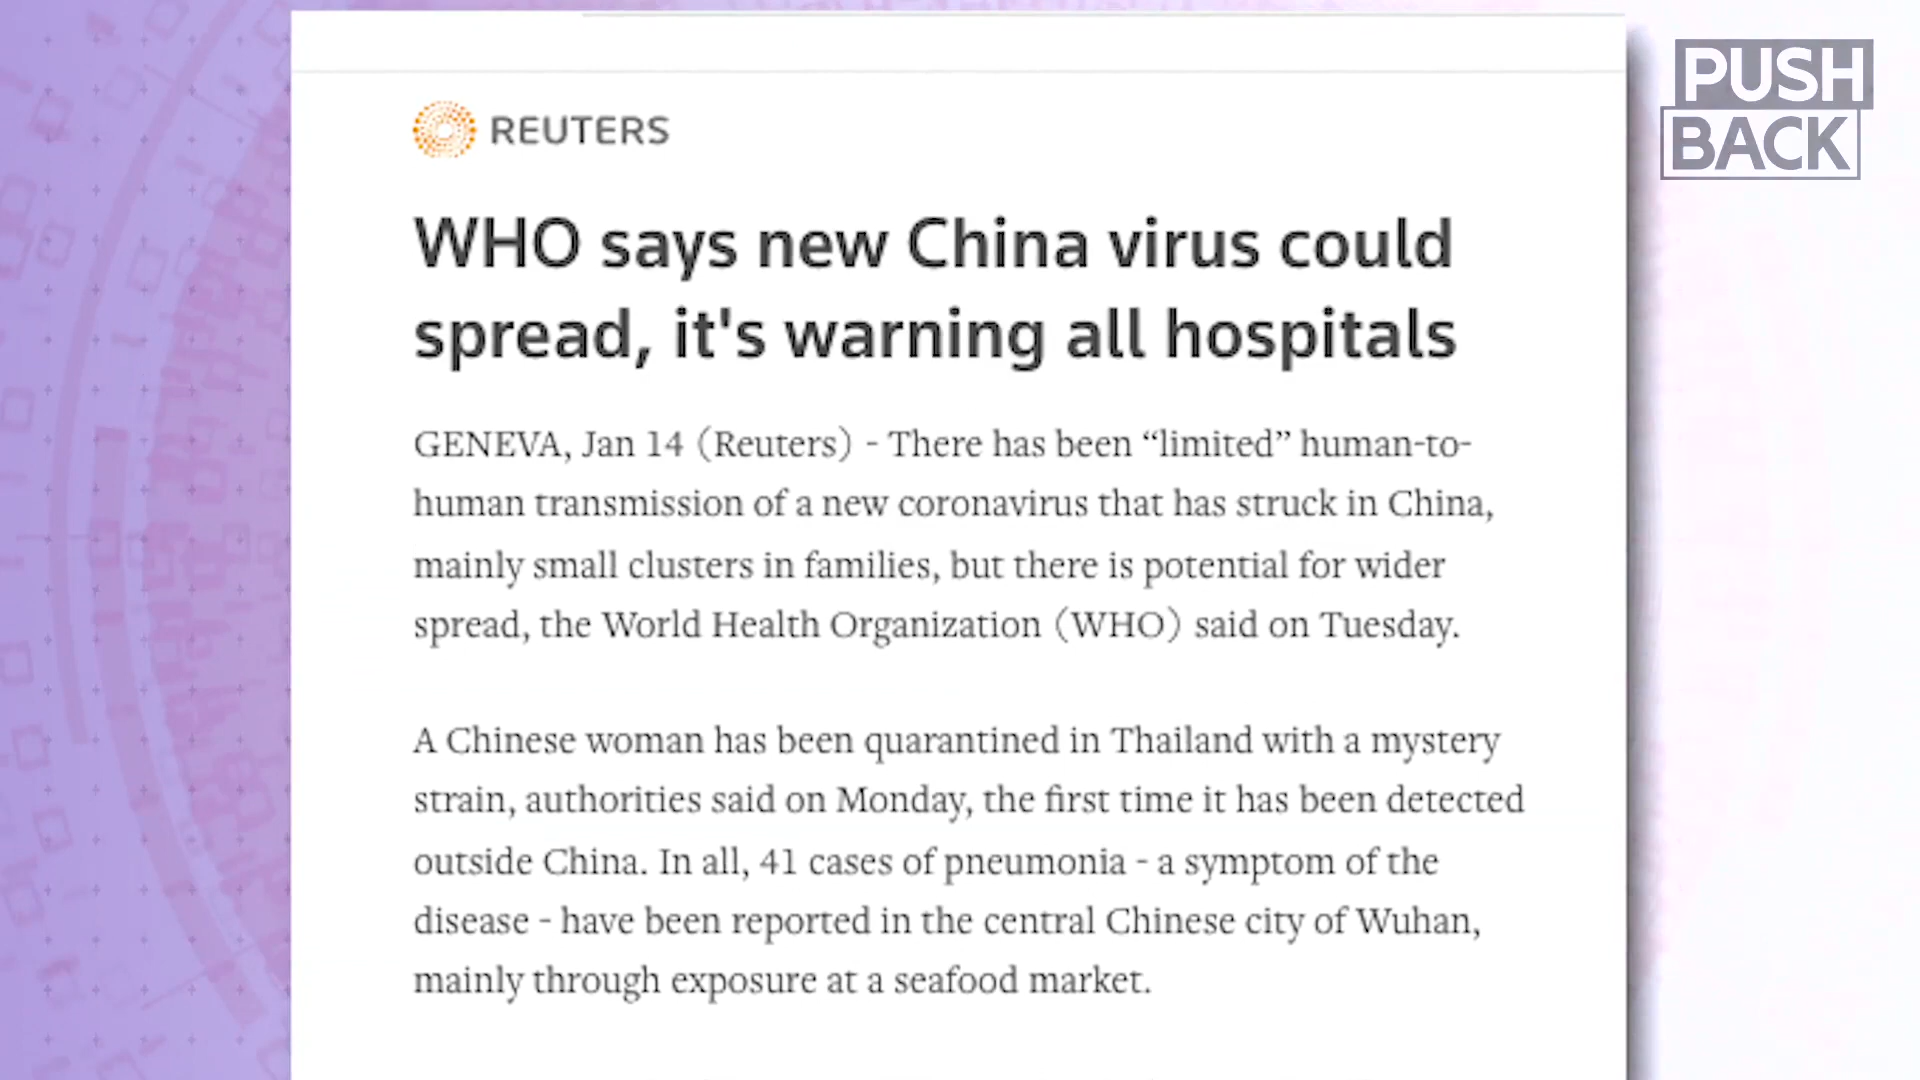 PUSH
BACK
REUTERS
WHO says new China virus could
spread, it's warning all hospitals
GENEVA, Jan 14 (Reuters) - There has been “limited” human-to-
human transmission of a new coronavirus that has struck in China,
mainly small clusters in families, but there is potential for wider
spread, the World Health Organization (WHO) said on Tuesday.
A Chinese woman has been quarantined in Thailand with a mystery
strain, authorities said on Monday, the first time it has been detected
outside China. In all, 41 cases of pneumonia - a symptom of the
disease - have been reported in the central Chinese city of Wuhan,
mainly through exposure at a seafood market.